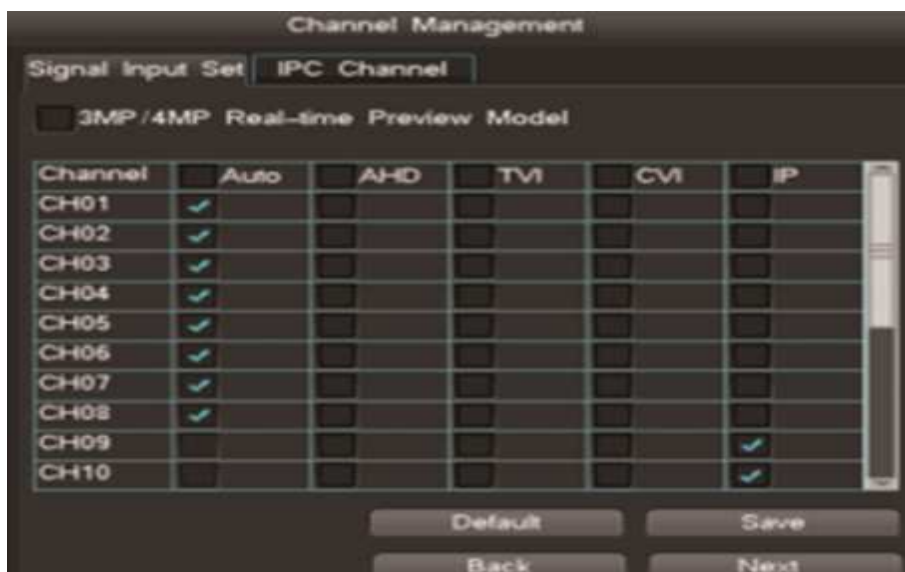 Channel Management
Signal Input Set IPC Channel
3MP/4MP Real-time Preview Model
Channel Auto AHD TVI CVI IP
CH01
CH02
CH03
CH04
CH05
CH06
CH07
CH08
CH09
CH10
Default Save
Back Next